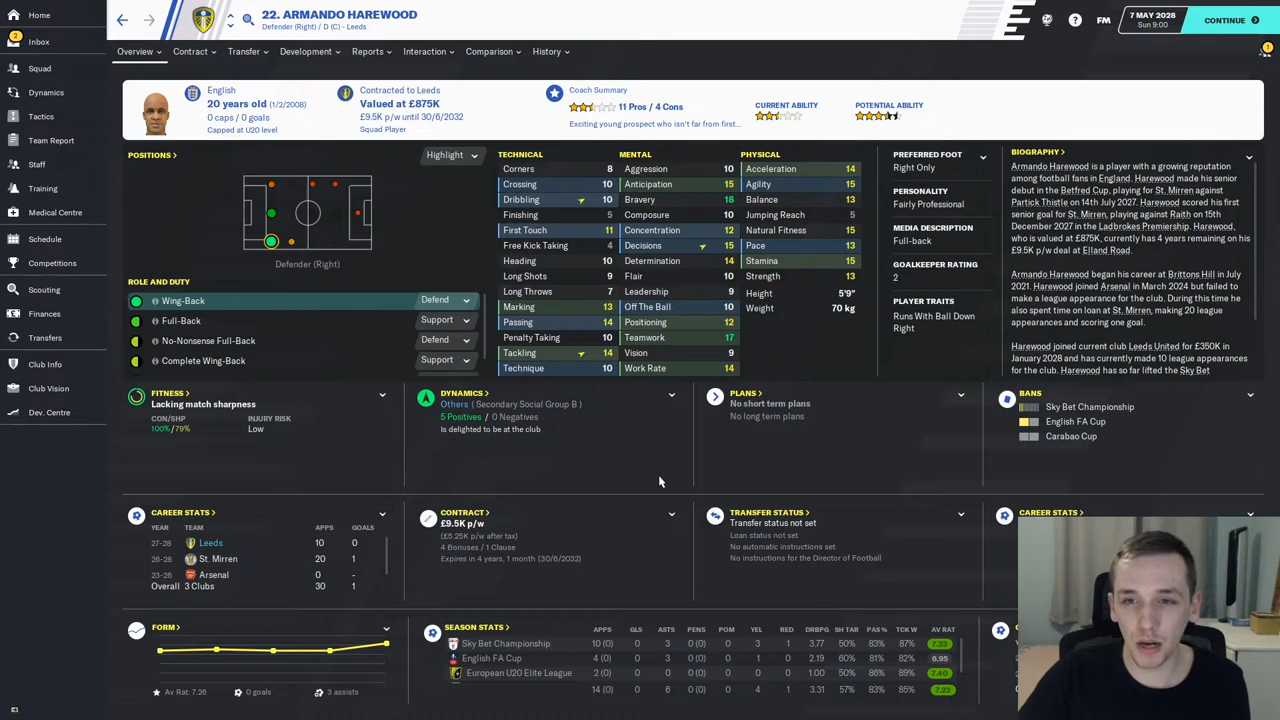 Home
2
Inbox
Squad
Dynamics
Tactics
Team Report
Staff
Training
Medical Centre
Schedule
Competitions
Scouting
Finances
Transfers
Club Info
Club Vision
Dev. Centre
22. ARMANDO HAREWOOD
Defender (Right) / D (C) - Leeds
FM
7 MAY 2028
Sun 9:00
CONTINUE
1
Overview
Contract
Transfer
Development
Reports
Interaction
Comparison
History
English
20 years old (1/2/2008)
0 caps / 0 goals
Capped at U20 level
Contracted to Leeds
Valued at £875K
£9.5K p/w until 30/6/2032
Squad Player
Coach Summary
11 Pros / 4 Cons
Exciting young prospect who isn't far from first...
CURRENT ABILITY
POTENTIAL ABILITY
POSITIONS >
Highlight
Defender (Right)
ROLE AND DUTY
Wing-Back Defend
Full-Back Support
No-Nonsense Full-Back Defend
Complete Wing-Back Support
TECHNICAL
Corners 8
Crossing 10
Dribbling 10
Finishing 5
First Touch 11
Free Kick Taking 4
Heading 10
Long Shots 9
Long Throws 7
Marking 13
Passing 14
Penalty Taking 10
Tackling 14
Technique 10
MENTAL
Aggression 10
Anticipation 15
Bravery 18
Composure 10
Concentration 12
Decisions 15
Determination 14
Flair 10
Leadership 9
Off The Ball 10
Positioning 12
Teamwork 17
Vision 9
Work Rate 14
PHYSICAL
Acceleration 14
Agility 15
Balance 13
Jumping Reach 5
Natural Fitness 15
Pace 13
Stamina 15
Strength 13
Height 5'9"
Weight 70 kg
PREFERRED FOOT
Right Only
PERSONALITY
Fairly Professional
MEDIA DESCRIPTION
Full-back
GOALKEEPER RATING
2
PLAYER TRAITS
Runs With Ball Down
Right
BIOGRAPHY >
Armando Harewood is a player with a growing reputation
among football fans in England. Harewood made his senior
debut in the Betfred Cup, playing for St. Mirren against
Partick Thistle on 14th July 2027. Harewood scored his first
senior goal for St. Mirren, playing against Raith on 15th
December 2027 in the Ladbrokes Premiership. Harewood,
who is valued at £875K, currently has 4 years remaining on his
£9.5K p/w deal at Elland Road.
Armando Harewood began his career at Brittons Hill in July
2021. Harewood joined Arsenal in March 2024 but failed to
make a league appearance for the club. During this time he
also spent time on loan at St. Mirren, making 20 league
appearances and scoring one goal.
Harewood joined current club Leeds United for £350K in
January 2028 and has currently made 10 league appearances
for the club. Harewood has so far lifted the Sky Bet
FITNESS >
Lacking match sharpness
CON/SHP
100%/79%
INJURY RISK
Low
DYNAMICS >
Others (Secondary Social Group B)
5 Positives / 0 Negatives
Is delighted to be at the club
PLANS >
No short term plans
No long term plans
BANS
Sky Bet Championship
English FA Cup
Carabao Cup
CAREER STATS >
YEAR TEAM APPS GOALS
27-28 Leeds 10 0
26-28 St. Mirren 20 1
23-26 Arsenal 0 -
Overall 3 Clubs 30 1
CONTRACT >
£9.5K p/w
(£5.25K p/w after tax)
4 Bonuses / 1 Clause
Expires in 4 years, 1 month (30/6/2032)
TRANSFER STATUS >
Transfer status not set
Loan status not set
No automatic instructions set
No instructions for the Director of Football
CAREER STATS >
FORM >
Av Rat: 7.26
0 goals
3 assists
SEASON STATS >
APPS GLS ASTS PENS POM YEL RED DRBPG SH TAR PAS % TCK W AV RAT
Sky Bet Championship 10 (0) 0 3 0 (0) 0 3 1 3.77 50% 83% 87% 7.33
English FA Cup 4 (0) 0 3 0 (0) 0 1 0 2.19 60% 81% 82% 6.95
European U20 Elite League 2 (0) 0 0 0 (0) 0 0 0 1.00 50% 86% 89% 7.40
14 (0) 0 6 0 (0) 0 4 1 3.31 57% 83% 85% 7.23